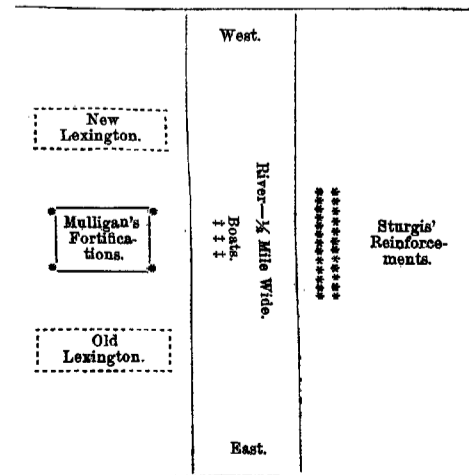 West.
New
Lexington.
Mulligan's
Fortifica-
tions.
Boats.
River—½ Mile Wide.
Sturgis'
Reinforce-
ments.
Old
Lexington.
East.